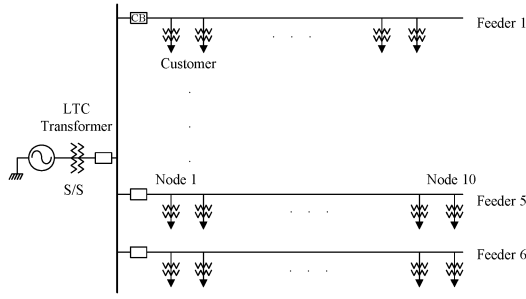 CB
Feeder 1
Customer
LTC
Transformer
S/S
Node 1
Node 10
Feeder 5
Feeder 6